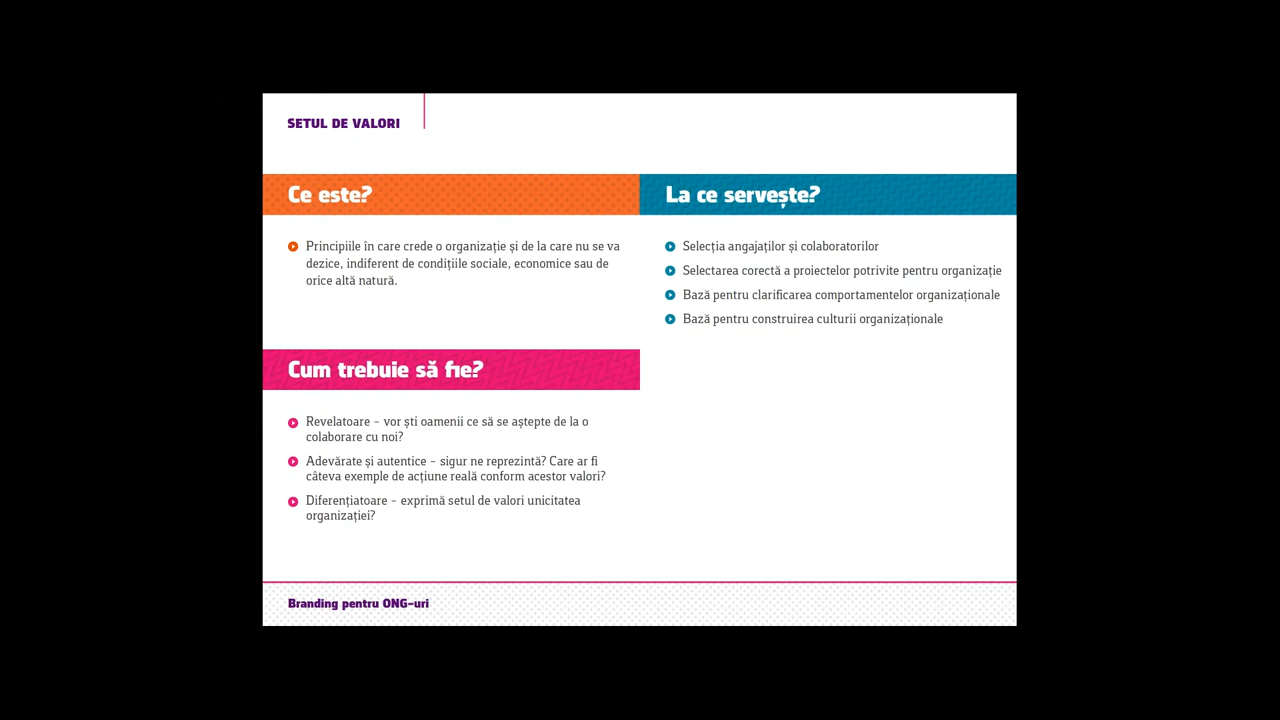 SETUL DE VALORI
Ce este?
Principiile în care crede o organizație și de la care nu se va
dezice, indiferent de condițiile sociale, economice sau de
orice altă natură.
La ce servește?
Selecția angajaților și colaboratorilor
Selectarea corectă a proiectelor potrivite pentru organizație
Bază pentru clarificarea comportamentelor organizaționale
Bază pentru construirea culturii organizaționale
Cum trebuie să fie?
Revelatoare – vor ști oamenii ce să se aștepte de la o
colaborare cu noi?
Adevărate și autentice – sigur ne reprezintă? Care ar fi
câteva exemple de acțiune reală conform acestor valori?
Diferențiatoare – exprimă setul de valori unicitatea
organizației?
Branding pentru ONG-uri